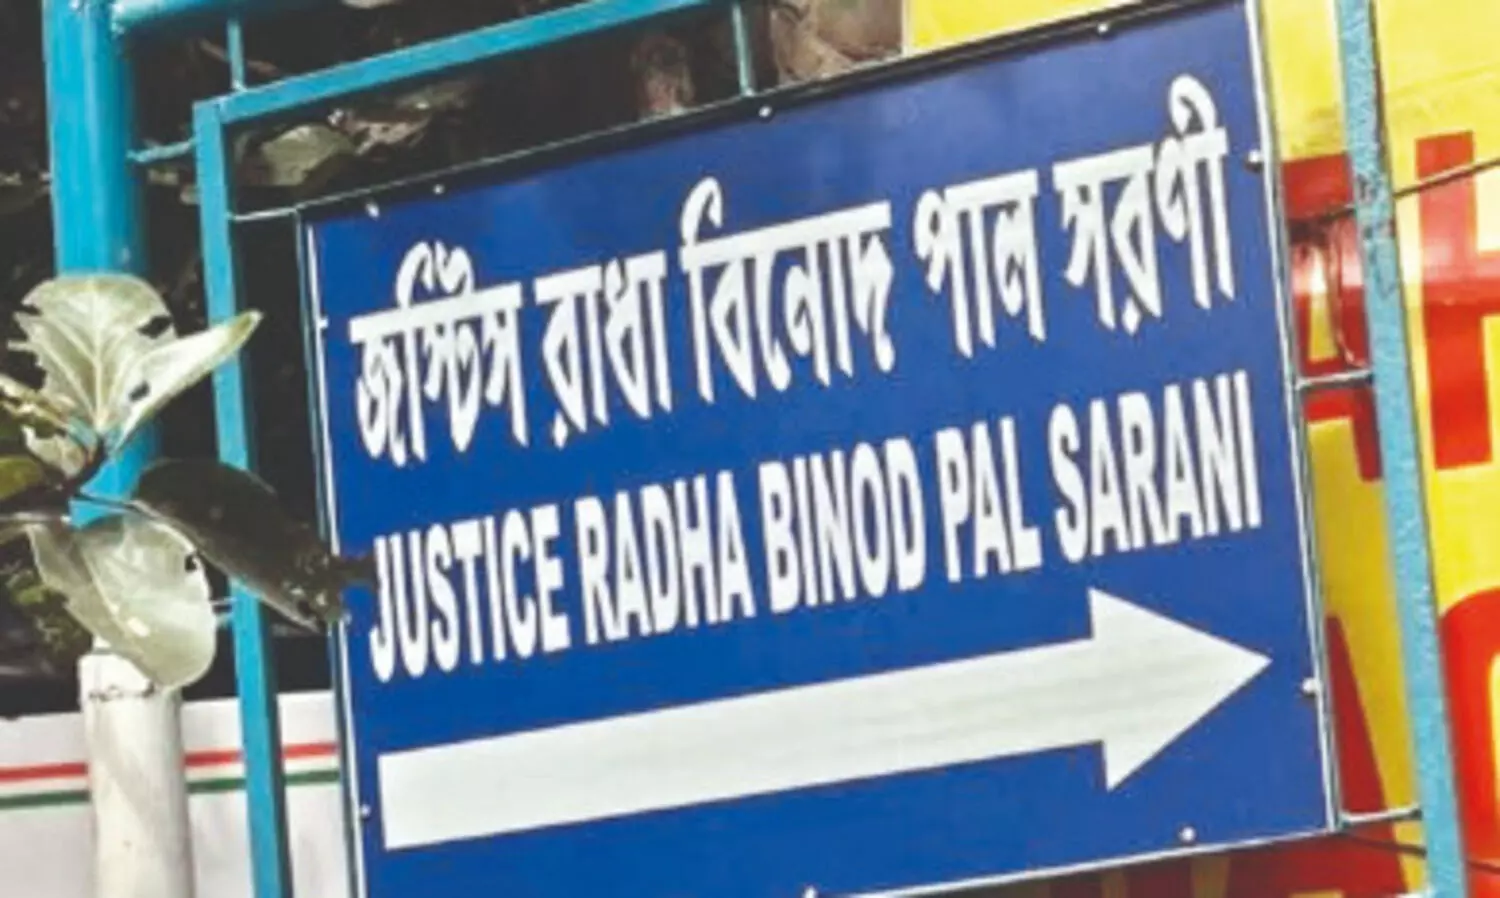 জাস্টিস রাধা বিনোদ পাল সরণী
JUSTICE RADHA BINOD PAL SARANI